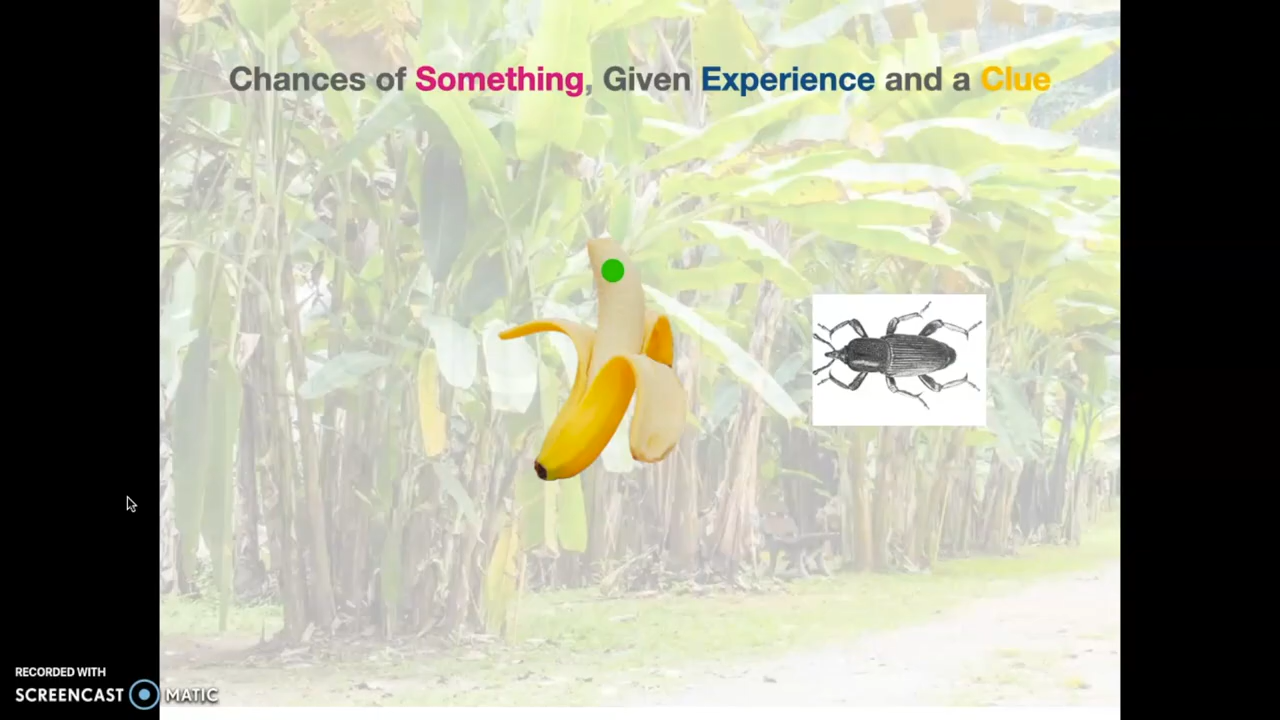 Chances of Something, Given Experience and a Clue
RECORDED WITH
SCREENCAST MATIC